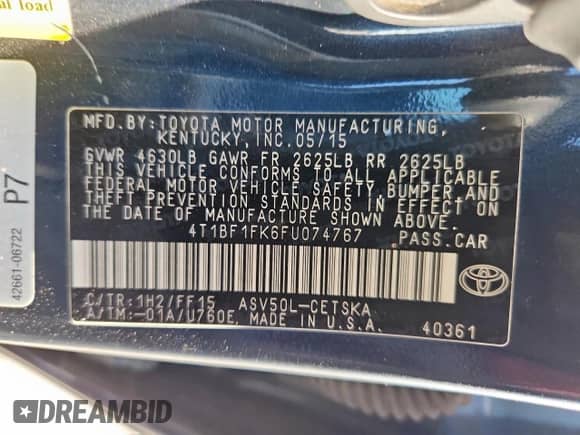 al load
P7
42661-06722
MFD. BY: TOYOTA MOTOR MANUFACTURING,
KENTUCKY, INC. 05/15
GVWR 4630LB GAWR FR 2625LB RR 2625LB
THIS VEHICLE CONFORMS TO ALL APPLICABLE
FEDERAL MOTOR VEHICLE SAFETY, BUMPER, AND
THEFT PREVENTION STANDARDS IN EFFECT ON
THE DATE OF MANUFACTURE SHOWN ABOVE.
4T1BF1FK6FU074767 PASS.CAR
C/TR:1H2/FF15 ASV50L-CETSKA
A/TM:-01A/U760E, MADE IN U.S.A. 40361
TOYOTA
DREAMBID